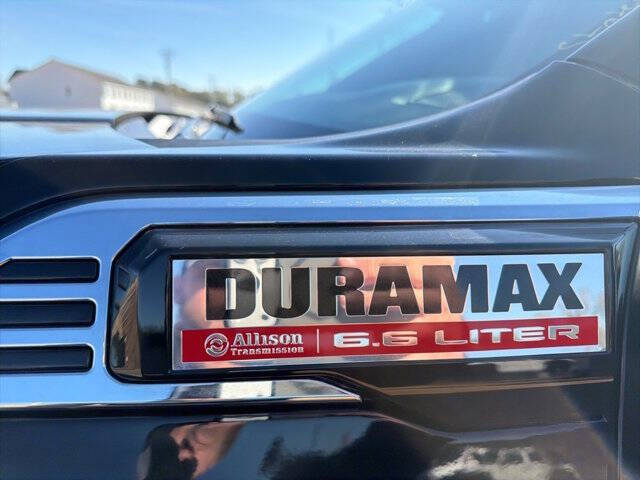 DURAMAX
Allison
Transmission
6.6 LITER